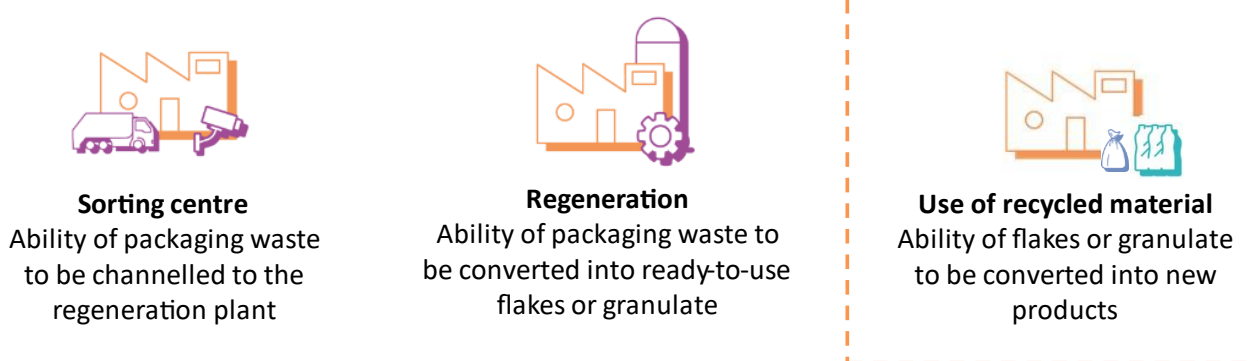 Sorting centre
Ability of packaging waste
to be channelled to the
regeneration plant
Regeneration
Ability of packaging waste to
be converted into ready-to-use
flakes or granulate
Use of recycled material
Ability of flakes or granulate
to be converted into new
products